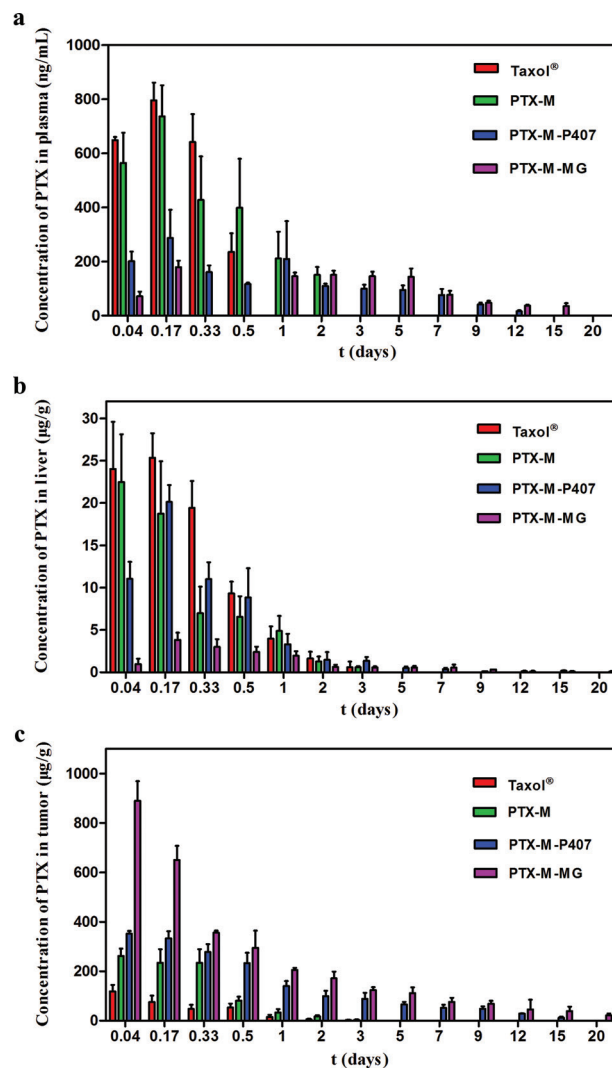 a
Concentration of PTX in plasma (ng/mL)
1000
800
600
400
200
0
Taxol®
PTX-M
PTX-M-P407
PTX-M-MG
0.04 0.17 0.33 0.5 1 2 3 5 7 9 12 15 20
t (days)
b
Concentration of PTX in liver (µg/g)
30
25
20
15
10
5
0
Taxol®
PTX-M
PTX-M-P407
PTX-M-MG
0.04 0.17 0.33 0.5 1 2 3 5 7 9 12 15 20
t (days)
c
Concentration of PTX in tumor (µg/g)
1000
800
600
400
200
0
Taxol®
PTX-M
PTX-M-P407
PTX-M-MG
0.04 0.17 0.33 0.5 1 2 3 5 7 9 12 15 20
t (days)